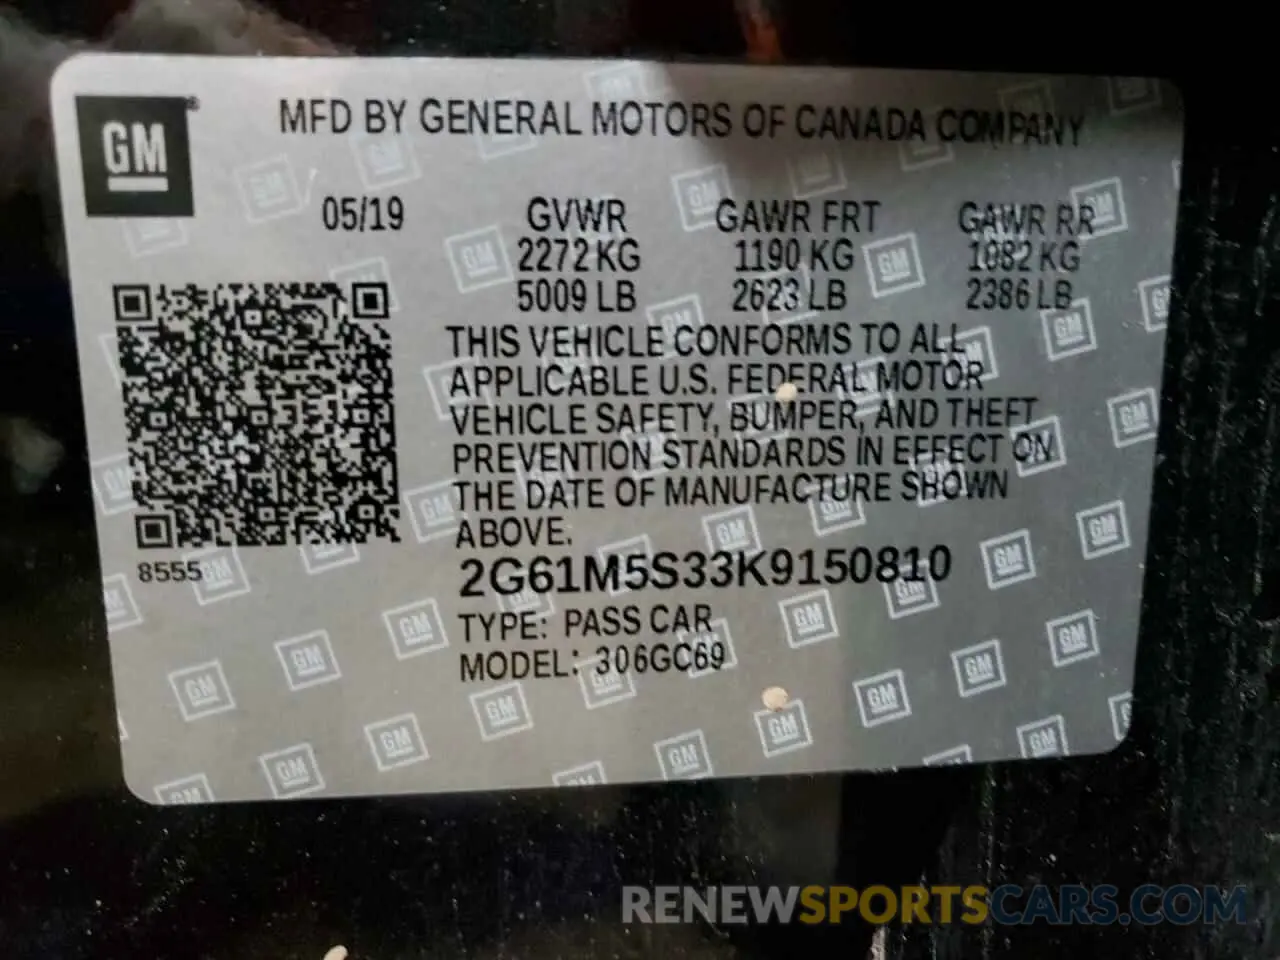 GM
MFD BY GENERAL MOTORS OF CANADA COMPANY
05/19 GVWR GAWR FRT GAWR RR
2272 KG 1190 KG 1082 KG
5009 LB 2623 LB 2386 LB
THIS VEHICLE CONFORMS TO ALL
APPLICABLE U.S. FEDERAL MOTOR
VEHICLE SAFETY, BUMPER, AND THEFT
PREVENTION STANDARDS IN EFFECT ON
THE DATE OF MANUFACTURE SHOWN
ABOVE.
8555
2G61M5S33K9150810
TYPE: PASS CAR
MODEL: 306GC69
RENEWSPORTSCARS.COM